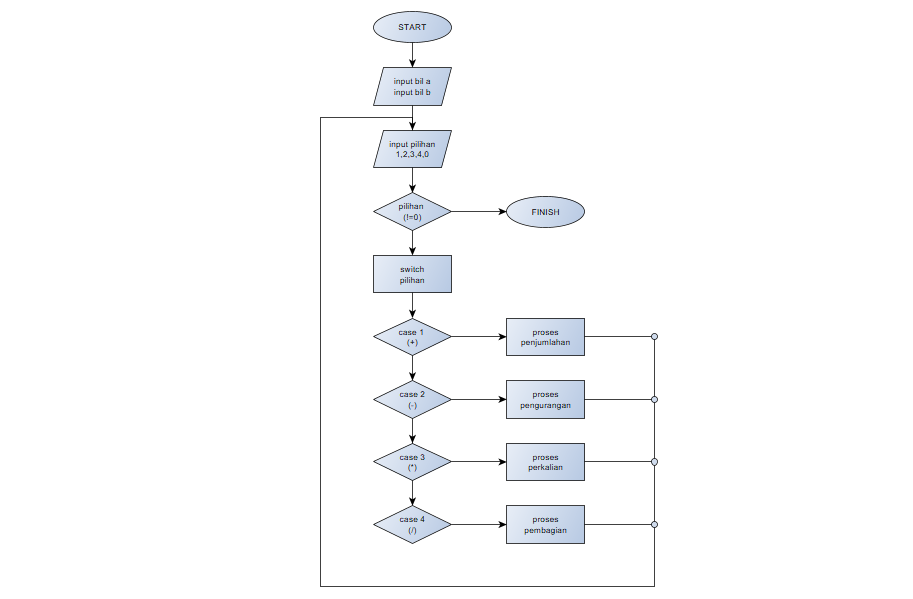 START
input bil a
input bil b
input pilihan
1,2,3,4,0
pilihan
(!=0)
FINISH
switch
pilihan
case 1
(+)
proses
penjumlahan
case 2
(-)
proses
pengurangan
case 3
(*)
proses
perkalian
case 4
(/)
proses
pembagian